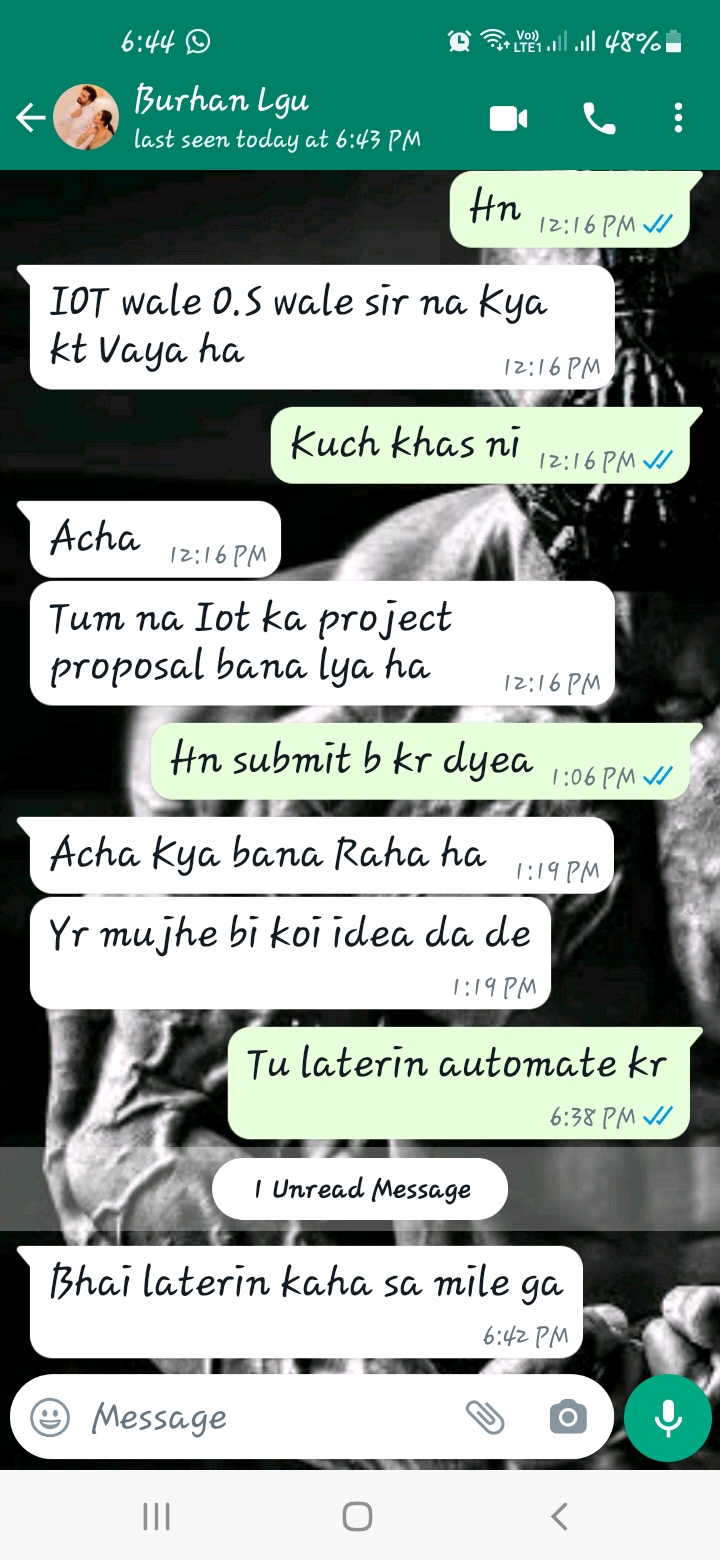 6:44 Vo)) LTE1 48%
Burhan Lgu
last seen today at 6:43 PM
Hn 12:16 PM
IOT wale O.S wale sir na Kya
kt Vaya ha 12:16 PM
Kuch khas ni 12:16 PM
Acha 12:16 PM
Tum na Iot ka project
proposal bana lya ha 12:16 PM
Hn submit b kr dyea 1:06 PM
Acha Kya bana Raha ha 1:19 PM
Yr mujhe bi koi idea da de
1:19 PM
Tu laterin automate kr
6:38 PM
1 Unread Message
Bhai laterin kaha sa mile ga
6:42 PM
Message